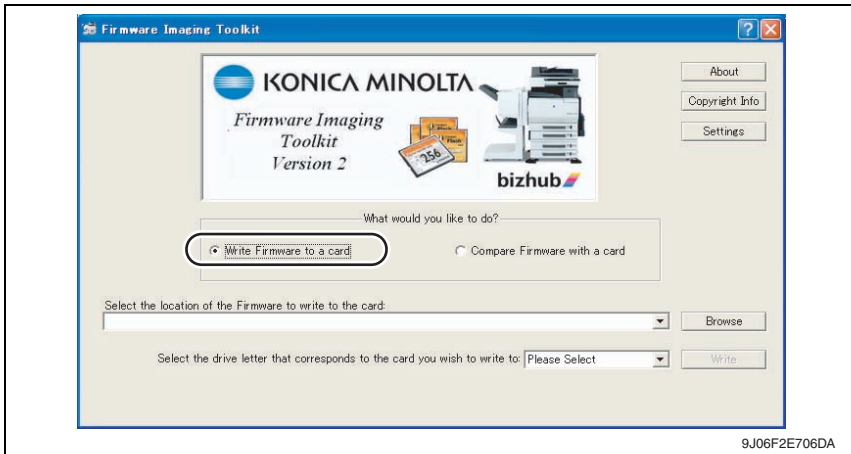 Firmware Imaging Toolkit
KONICA MINOLTA
Firmware Imaging
Toolkit
Version 2
256
bizhub
About
Copyright Info
Settings
What would you like to do?
Write Firmware to a card
Compare Firmware with a card
Select the location of the Firmware to write to the card:
Browse
Select the drive letter that corresponds to the card you wish to write to: Please Select
Write
9J06F2E706DA